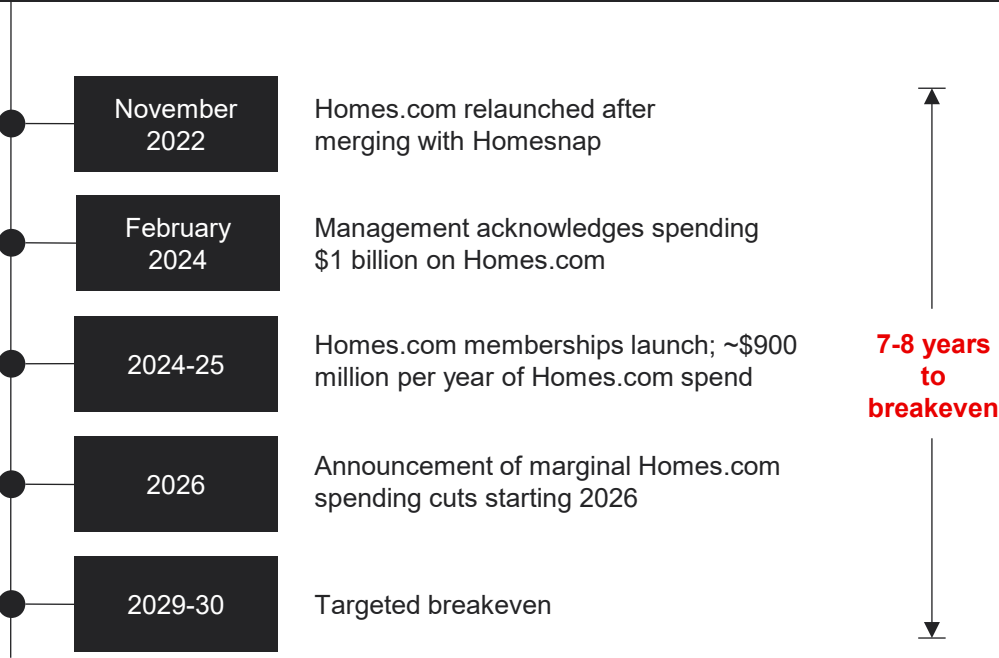 November
2022
Homes.com relaunched after
merging with Homesnap
February
2024
Management acknowledges spending
$1 billion on Homes.com
2024-25
Homes.com memberships launch; ~$900
million per year of Homes.com spend
7-8 years
to
breakeven
2026
Announcement of marginal Homes.com
spending cuts starting 2026
2029-30
Targeted breakeven